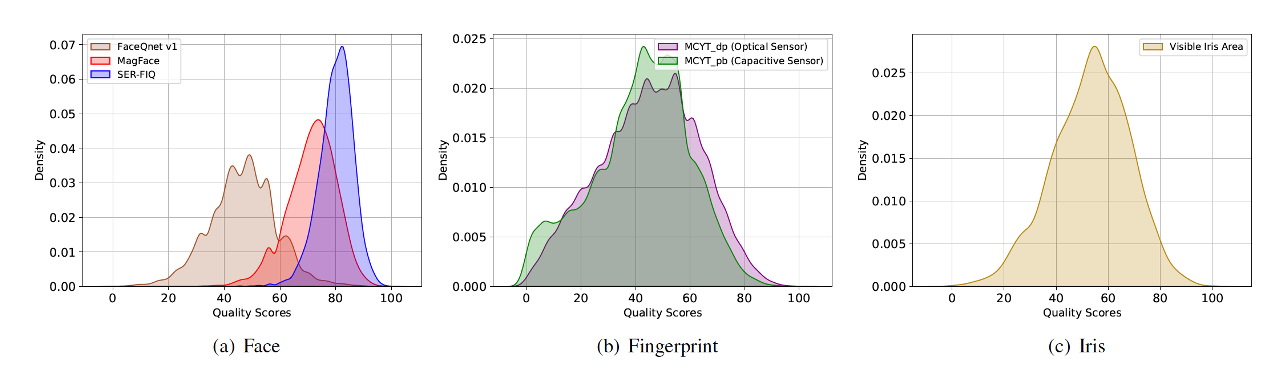 FaceQnet v1
MagFace
SER-FIQ
0.07
0.06
0.05
0.04
0.03
0.02
0.01
0.00
Density
0 20 40 60 80 100
Quality Scores
(a) Face
MCYT_dp (Optical Sensor)
MCYT_pb (Capacitive Sensor)
0.025
0.020
0.015
0.010
0.005
0.000
Density
0 20 40 60 80 100
Quality Scores
(b) Fingerprint
Visible Iris Area
0.025
0.020
0.015
0.010
0.005
0.000
Density
0 20 40 60 80 100
Quality Scores
(c) Iris